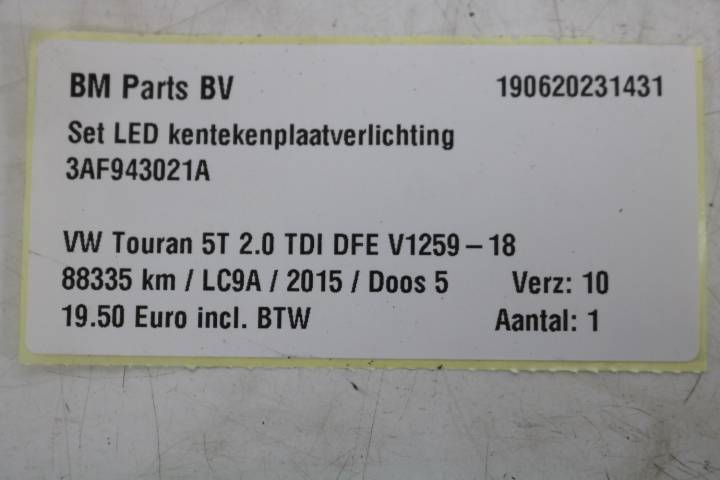 BM Parts BV 190620231431
Set LED kentekenplaatverlichting
3AF943021A
VW Touran 5T 2.0 TDI DFE V1259 – 18
88335 km / LC9A / 2015 / Doos 5 Verz: 10
19.50 Euro incl. BTW Aantal: 1